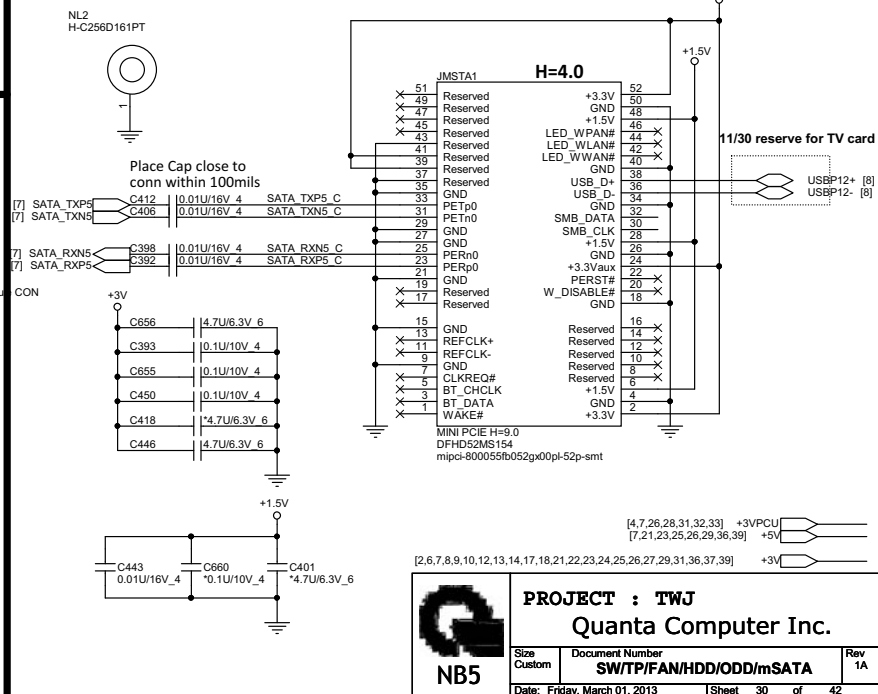 NL2
H-C256D161PT
1
+1.5V
JMSTA1
H=4.0
51 Reserved
49 Reserved
47 Reserved
45 Reserved
43 Reserved
41 Reserved
39 Reserved
37 Reserved
35 GND
33 PETp0
31 PETn0
29 GND
27 GND
25 PERn0
23 PERp0
21 GND
19 Reserved
17 Reserved
15 GND
13 REFCLK+
11 REFCLK-
9 GND
7 CLKREQ#
5 BT_CHCLK
3 BT_DATA
1 WAKE#
+3.3V 52
GND 50
+1.5V 48
LED_WPAN# 46
LED_WLAN# 44
LED_WWAN# 42
GND 40
USB_D+ 38
USB_D- 36
GND 34
SMB_DATA 32
SMB_CLK 30
+1.5V 28
GND 26
+3.3Vaux 24
PERST# 22
W_DISABLE# 20
GND 18
Reserved 16
Reserved 14
Reserved 12
Reserved 10
Reserved 8
+1.5V 6
GND 4
+3.3V 2
MINI PCIE H=9.0
DFHD52MS154
mipci-800055fb052gx00pl-52p-smt
11/30 reserve for TV card
USBP12+ [8]
USBP12- [8]
Place Cap close to
conn within 100mils
[7] SATA_TXP5 C412 0.01U/16V_4 SATA_TXP5_C
[7] SATA_TXN5 C406 0.01U/16V_4 SATA_TXN5_C
[7] SATA_RXN5 C398 0.01U/16V_4 SATA_RXN5_C
[7] SATA_RXP5 C392 0.01U/16V_4 SATA_RXP5_C
CON
+3V
C656 4.7U/6.3V_6
C393 0.1U/10V_4
C655 0.1U/10V_4
C450 0.1U/10V_4
C418 *4.7U/6.3V_6
C446 4.7U/6.3V_6
+1.5V
C443 0.01U/16V_4
C660 *0.1U/10V_4
C401 *4.7U/6.3V_6
[4,7,26,28,31,32,33] +3VPCU
[7,21,23,25,26,29,36,39] +5V
[2,6,7,8,9,10,12,13,14,17,18,21,22,23,24,25,26,27,29,31,36,37,39] +3V
NB5
PROJECT : TWJ
Quanta Computer Inc.
Size Custom
Document Number
SW/TP/FAN/HDD/ODD/mSATA
Rev 1A
Date: Friday, March 01, 2013
Sheet 30 of 42